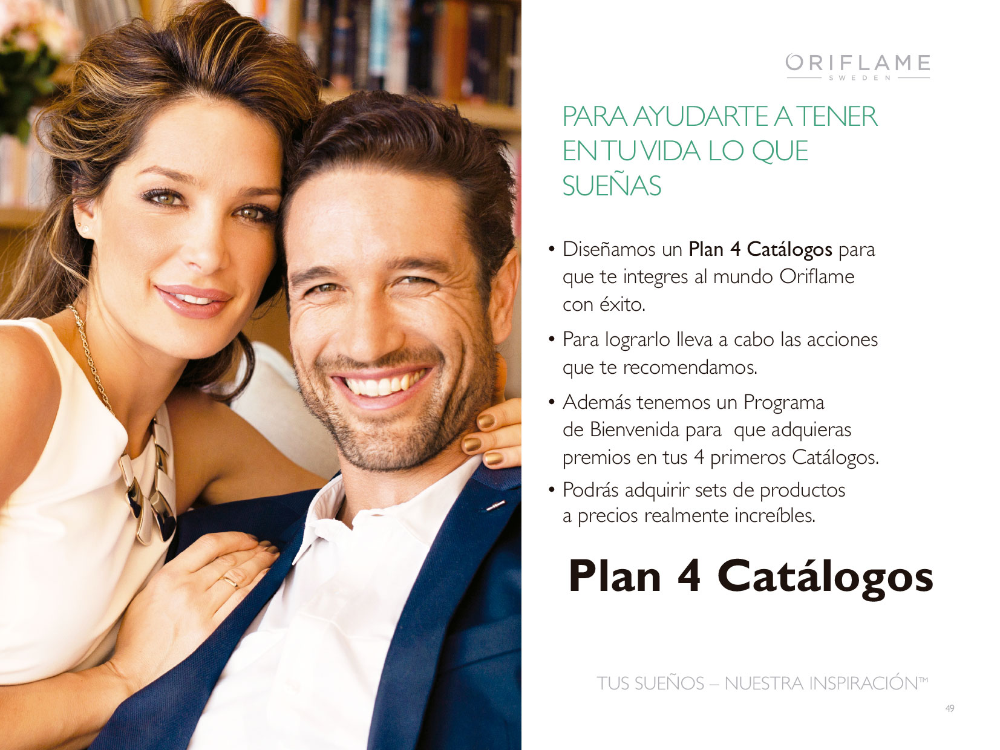 ORIFLAME
SWEDEN
PARA AYUDARTE A TENER
EN TU VIDA LO QUE
SUEÑAS
• Diseñamos un Plan 4 Catálogos para
que te integres al mundo Oriflame
con éxito.
• Para lograrlo lleva a cabo las acciones
que te recomendamos.
• Además tenemos un Programa
de Bienvenida para  que adquieras
premios en tus 4 primeros Catálogos.
• Podrás adquirir sets de productos
a precios realmente increíbles.
Plan 4 Catálogos
TUS SUEÑOS – NUESTRA INSPIRACIÓN™
49